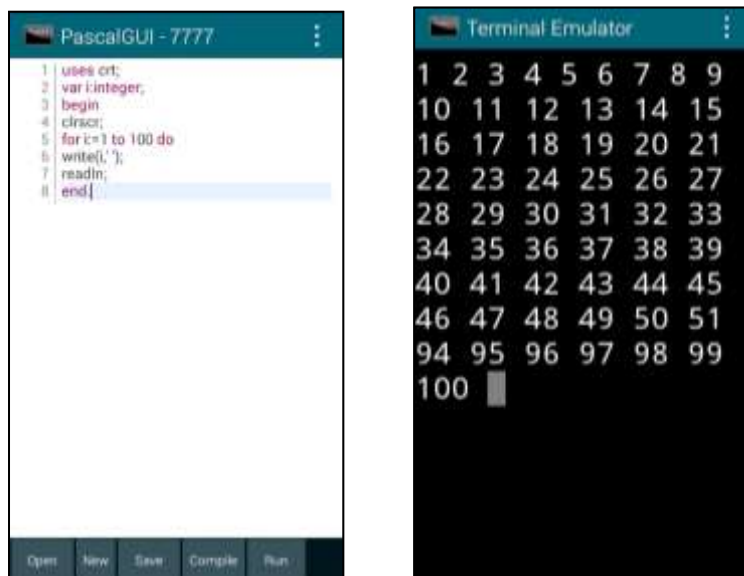 PascalGUI - 7777
1 uses crt;
2 var i:integer;
3 begin
4 clrscr;
5 for i:=1 to 100 do
6 write(i,' ');
7 readln;
8 end.
Open New Save Compile Run
Terminal Emulator
1 2 3 4 5 6 7 8 9
10 11 12 13 14 15
16 17 18 19 20 21
22 23 24 25 26 27
28 29 30 31 32 33
34 35 36 37 38 39
40 41 42 43 44 45
46 47 48 49 50 51
94 95 96 97 98 99
100